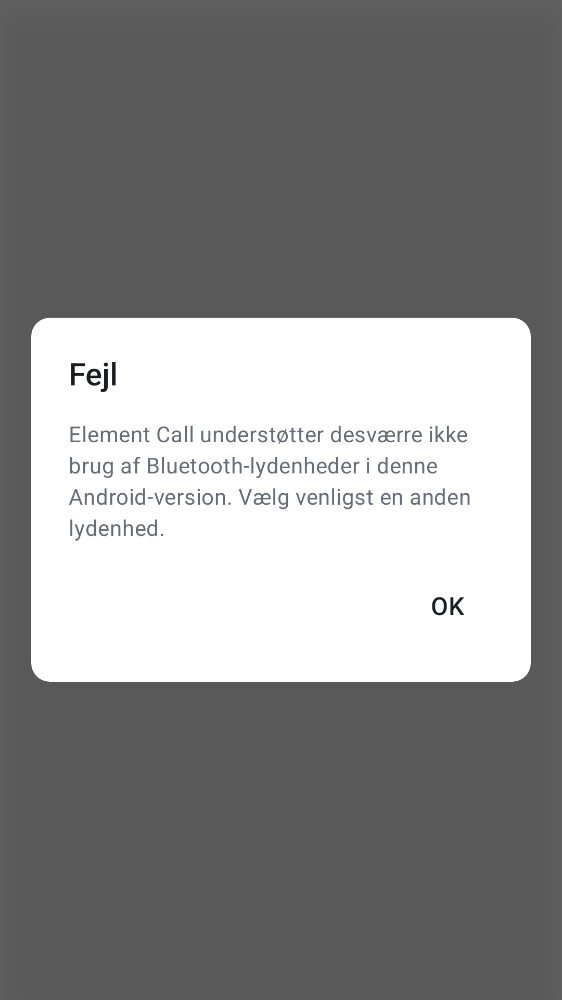 Fejl
Element Call understøtter desværre ikke
brug af Bluetooth-lydenheder i denne
Android-version. Vælg venligst en anden
lydenhed.
OK